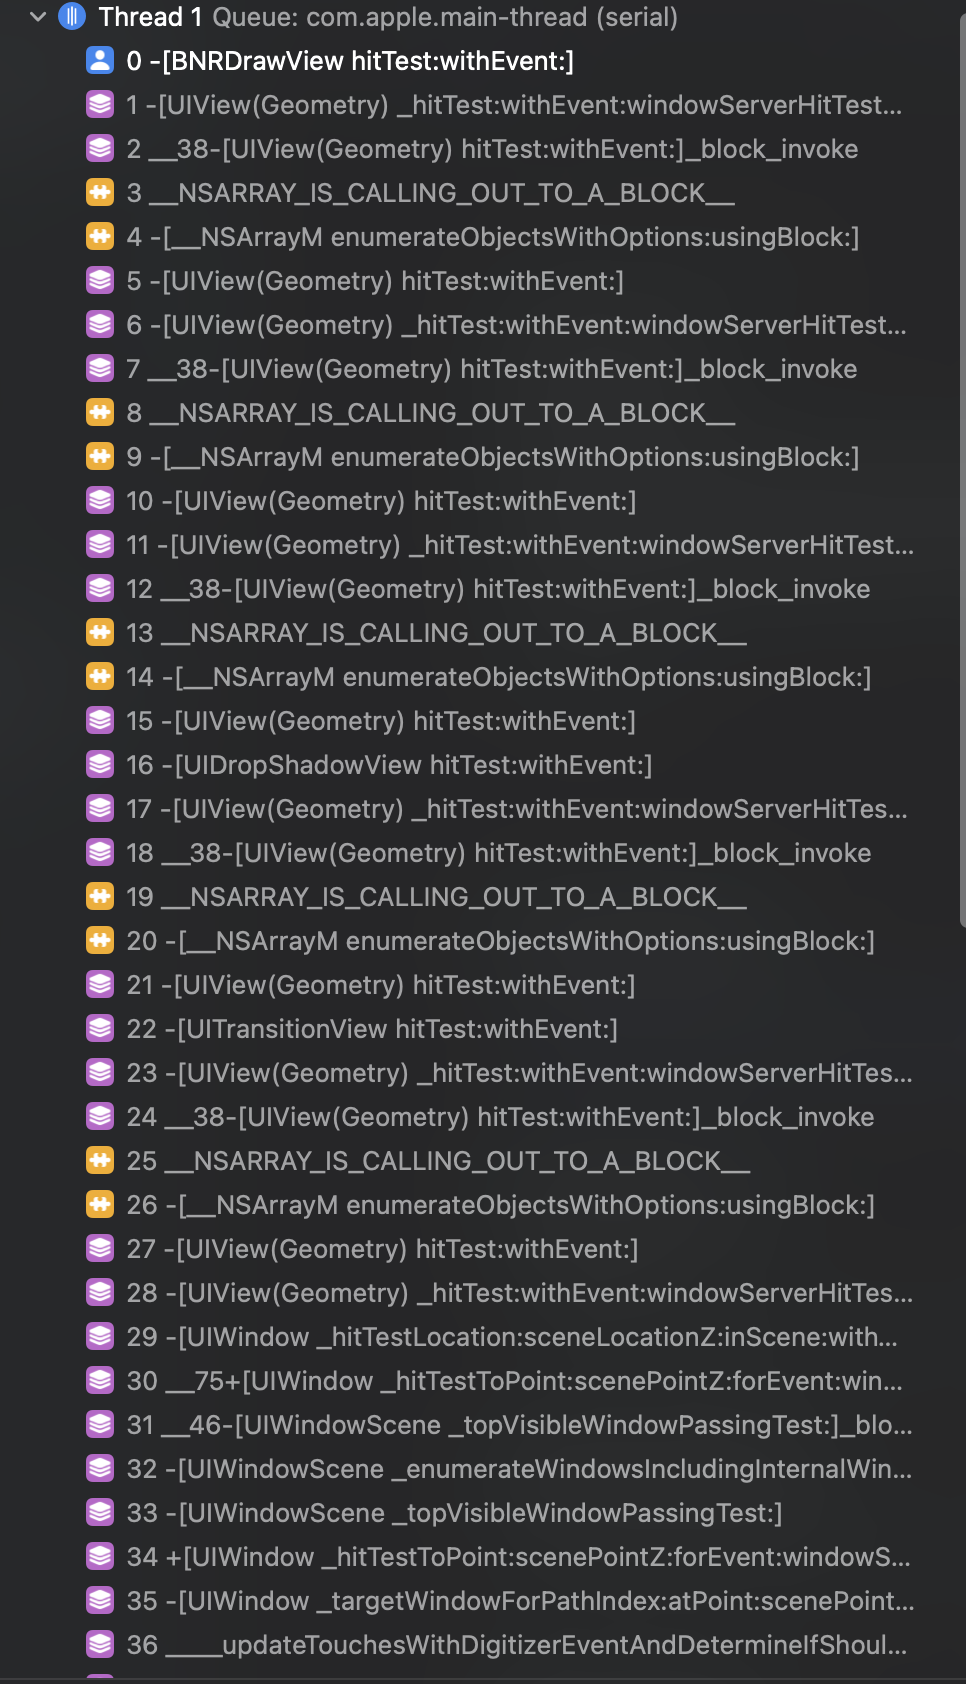 Thread 1 Queue: com.apple.main-thread (serial)
0 -[BNRDrawView hitTest:withEvent:]
1 -[UIView(Geometry) _hitTest:withEvent:windowServerHitTest...
2 __38-[UIView(Geometry) hitTest:withEvent:]_block_invoke
3 __NSARRAY_IS_CALLING_OUT_TO_A_BLOCK__
4 -[__NSArrayM enumerateObjectsWithOptions:usingBlock:]
5 -[UIView(Geometry) hitTest:withEvent:]
6 -[UIView(Geometry) _hitTest:withEvent:windowServerHitTest...
7 __38-[UIView(Geometry) hitTest:withEvent:]_block_invoke
8 __NSARRAY_IS_CALLING_OUT_TO_A_BLOCK__
9 -[__NSArrayM enumerateObjectsWithOptions:usingBlock:]
10 -[UIView(Geometry) hitTest:withEvent:]
11 -[UIView(Geometry) _hitTest:withEvent:windowServerHitTest...
12 __38-[UIView(Geometry) hitTest:withEvent:]_block_invoke
13 __NSARRAY_IS_CALLING_OUT_TO_A_BLOCK__
14 -[__NSArrayM enumerateObjectsWithOptions:usingBlock:]
15 -[UIView(Geometry) hitTest:withEvent:]
16 -[UIDropShadowView hitTest:withEvent:]
17 -[UIView(Geometry) _hitTest:withEvent:windowServerHitTes...
18 __38-[UIView(Geometry) hitTest:withEvent:]_block_invoke
19 __NSARRAY_IS_CALLING_OUT_TO_A_BLOCK__
20 -[__NSArrayM enumerateObjectsWithOptions:usingBlock:]
21 -[UIView(Geometry) hitTest:withEvent:]
22 -[UITransitionView hitTest:withEvent:]
23 -[UIView(Geometry) _hitTest:withEvent:windowServerHitTes...
24 __38-[UIView(Geometry) hitTest:withEvent:]_block_invoke
25 __NSARRAY_IS_CALLING_OUT_TO_A_BLOCK__
26 -[__NSArrayM enumerateObjectsWithOptions:usingBlock:]
27 -[UIView(Geometry) hitTest:withEvent:]
28 -[UIView(Geometry) _hitTest:withEvent:windowServerHitTes...
29 -[UIWindow _hitTestLocation:sceneLocationZ:inScene:with...
30 __75+[UIWindow _hitTestToPoint:scenePointZ:forEvent:win...
31 __46-[UIWindowScene _topVisibleWindowPassingTest:]_blo...
32 -[UIWindowScene _enumerateWindowsIncludingInternalWin...
33 -[UIWindowScene _topVisibleWindowPassingTest:]
34 +[UIWindow _hitTestToPoint:scenePointZ:forEvent:windowS...
35 -[UIWindow _targetWindowForPathIndex:atPoint:scenePoint...
36 ____updateTouchesWithDigitizerEventAndDetermineIfShoul...